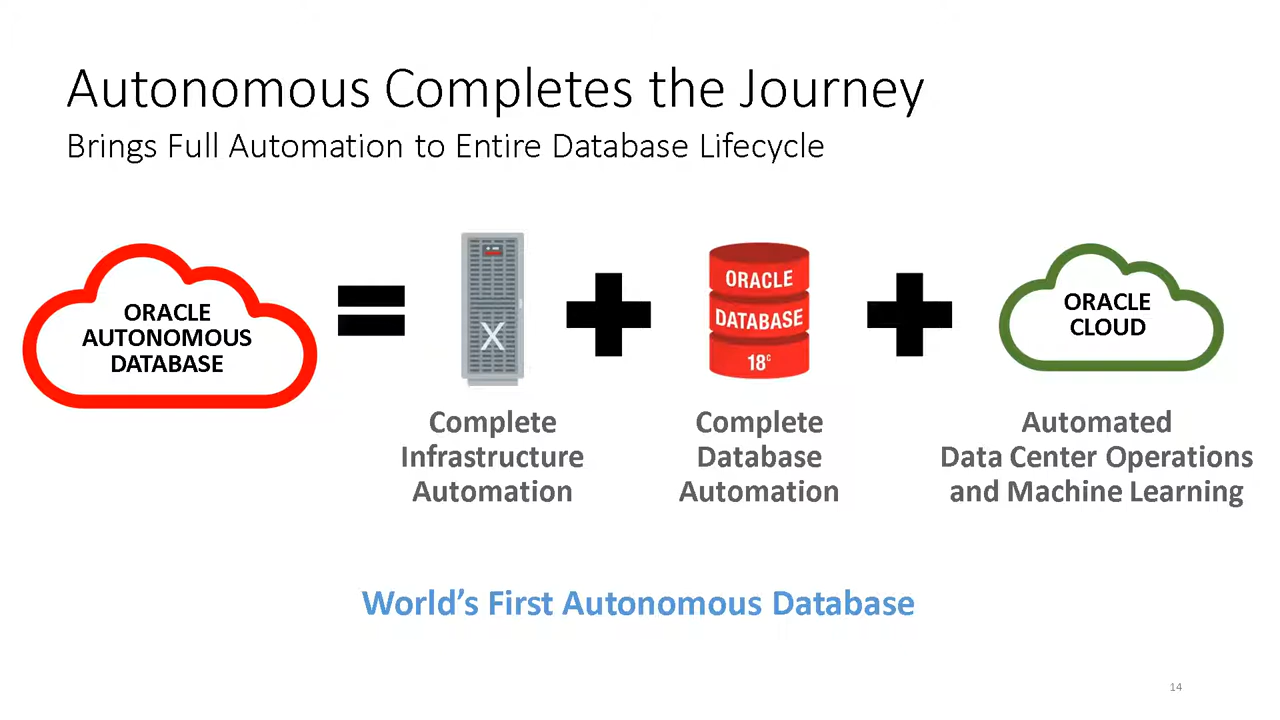 Autonomous Completes the Journey
Brings Full Automation to Entire Database Lifecycle
ORACLE
AUTONOMOUS
DATABASE
X
ORACLE
DATABASE
18c
ORACLE
CLOUD
Complete
Infrastructure
Automation
Complete
Database
Automation
Automated
Data Center Operations
and Machine Learning
World's First Autonomous Database
14